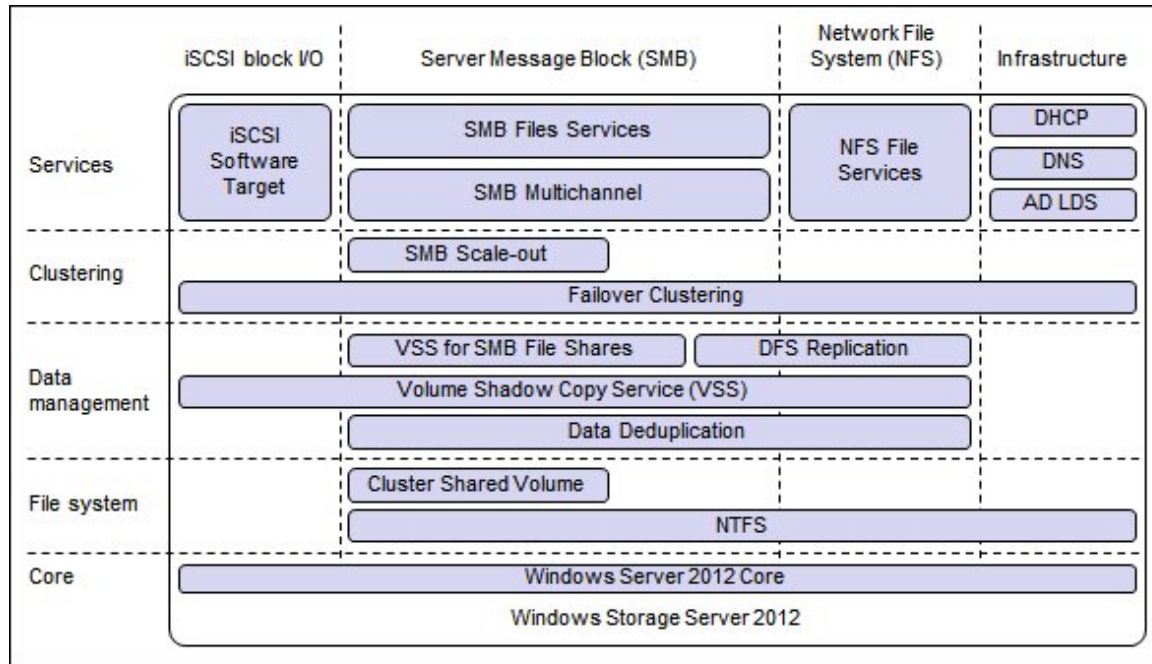 iSCSI block I/O
Server Message Block (SMB)
Network File
System (NFS)
Infrastructure
Services
iSCSI
Software
Target
SMB Files Services
SMB Multichannel
NFS File
Services
DHCP
DNS
AD LDS
Clustering
SMB Scale-out
Failover Clustering
Data
management
VSS for SMB File Shares
DFS Replication
Volume Shadow Copy Service (VSS)
Data Deduplication
File system
Cluster Shared Volume
NTFS
Core
Windows Server 2012 Core
Windows Storage Server 2012